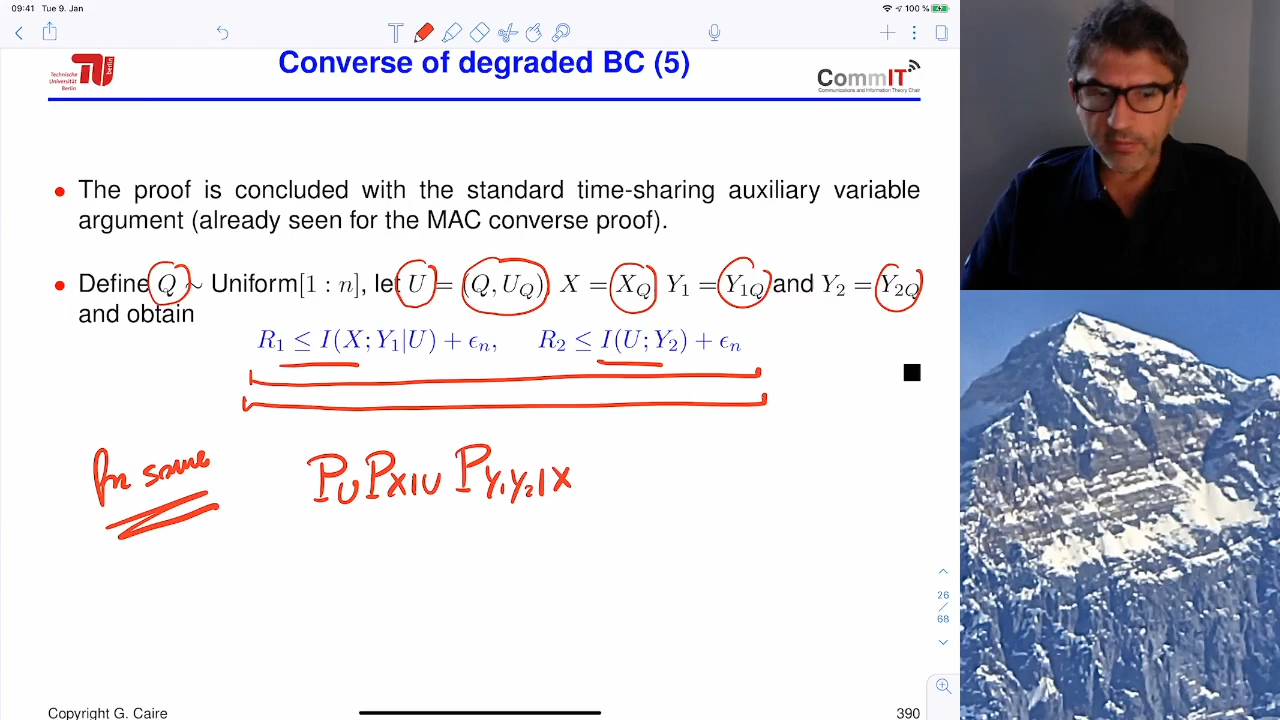 09:41 Tue 9. Jan
100 %
Converse of degraded BC (5)
Technische
Universität
Berlin
CommIT
Communications and Information Theory Chair
• The proof is concluded with the standard time-sharing auxiliary variable
argument (already seen for the MAC converse proof).
• Define Q ∼ Uniform[1 : n], let U = (Q, U_Q) X = X_Q Y_1 = Y_{1Q} and Y_2 = Y_{2Q}
and obtain
R_1 ≤ I(X; Y_1|U) + ϵ_n, R_2 ≤ I(U; Y_2) + ϵ_n
for some P_U P_{X|U} P_{Y_1Y_2|X}
26
/
68
Copyright G. Caire
390